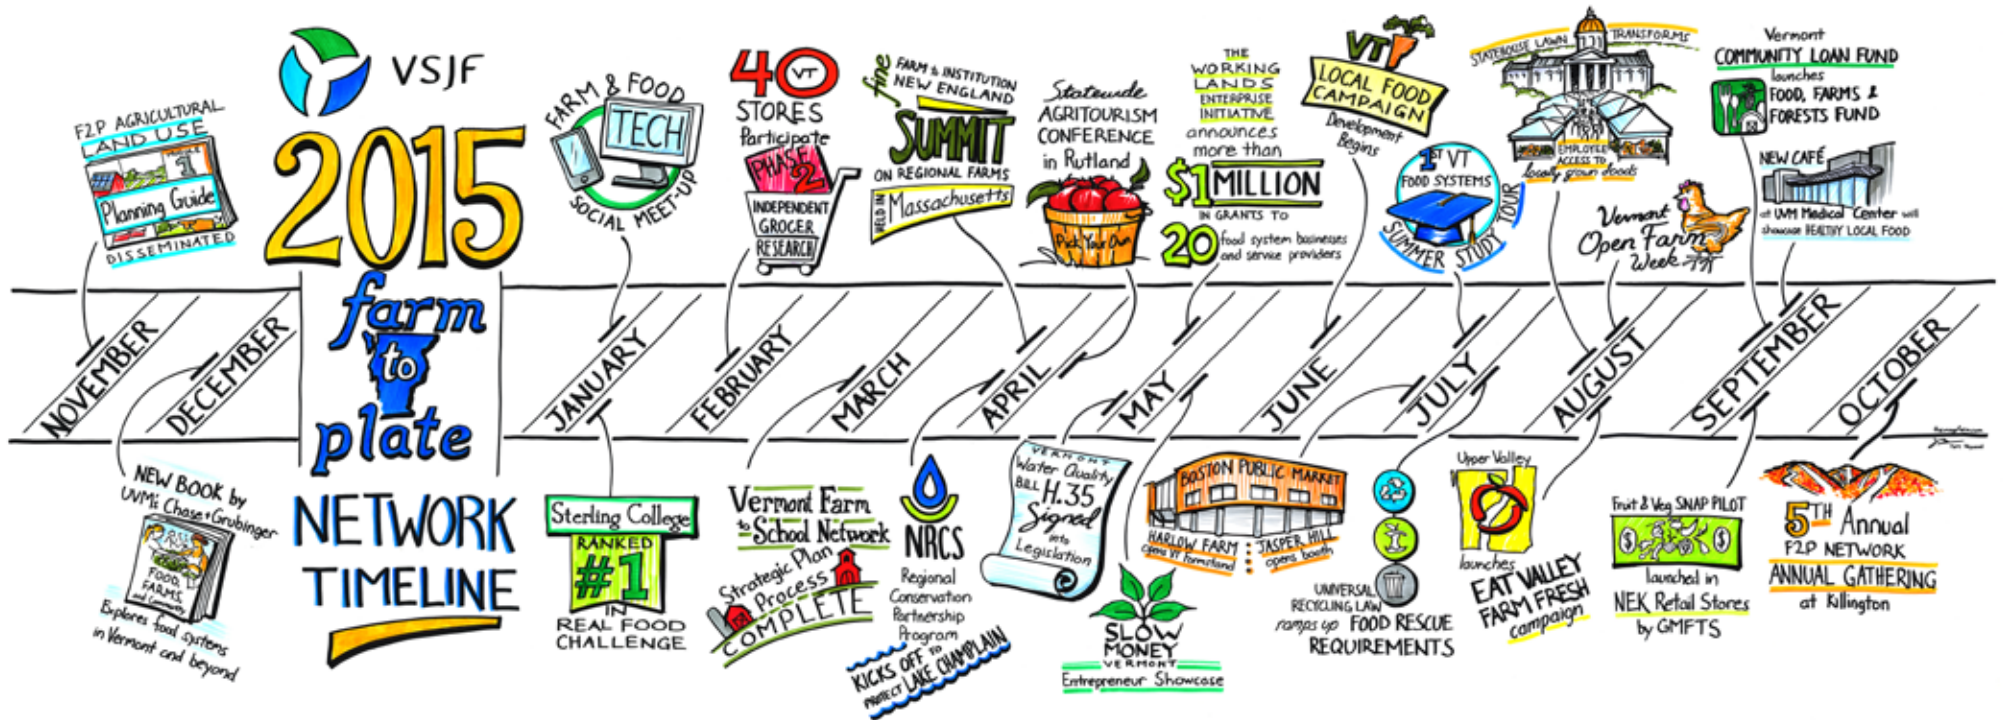 F2P AGRICULTURAL
LAND USE
1
Planning Guide
DISSEMINATED
VSJF
2015
farm
to
plate
NETWORK
TIMELINE
FARM & FOOD
TECH
SOCIAL MEET-UP
40
VT
STORES
Participate
PHASE
2
INDEPENDENT
GROCER
RESEARCH
fine
FARM to INSTITUTION
NEW ENGLAND
SUMMIT
ON REGIONAL FARMS
HELD IN
Massachusetts
Statewide
AGRITOURISM
CONFERENCE
in Rutland
Pick Your Own
THE
WORKING
LANDS
ENTERPRISE
INITIATIVE
announces
more than
$1 MILLION
IN GRANTS TO
20 food system businesses
and service providers
VT
LOCAL FOOD
CAMPAIGN
Development
Begins
1ST VT
FOOD SYSTEMS
SUMMER STUDY TOUR
STATEHOUSE LAWN TRANSFORMS
EMPLOYEE
ACCESS TO
locally grown foods
Vermont
Open Farm
Week
Vermont
COMMUNITY LOAN FUND
launches
FOOD, FARMS &
FORESTS FUND
NEW CAFÉ
at UVM Medical Center will
showcase HEALTHY LOCAL FOOD
NOVEMBER
DECEMBER
JANUARY
FEBRUARY
MARCH
APRIL
MAY
JUNE
JULY
AUGUST
SEPTEMBER
OCTOBER
NEW BOOK by
UVM's Chase + Grubinger
FOOD,
FARMS,
and Community
Explores food systems
in Vermont and beyond
Sterling College
RANKED
#1
IN
REAL FOOD
CHALLENGE
Vermont Farm
to School Network
Strategic Plan
Process
COMPLETE
NRCS
Regional
Conservation
Partnership
Program
KICKS OFF TO
PROTECT LAKE CHAMPLAIN
VERMONT
Water Quality
BILL H.35
Signed
into
Legislation
SLOW
MONEY
VERMONT
Entrepreneur Showcase
BOSTON PUBLIC MARKET
HARLOW FARM
opens VT Farmstand
JASPER HILL
opens booth
UNIVERSAL
RECYCLING LAW
ramps up FOOD RESCUE
REQUIREMENTS
Upper Valley
launches
EAT VALLEY
FARM FRESH
campaign
Fruit & Veg SNAP PILOT
$ $
launched in
NEK Retail Stores
by GMFTS
5TH Annual
F2P NETWORK
ANNUAL GATHERING
at Killington